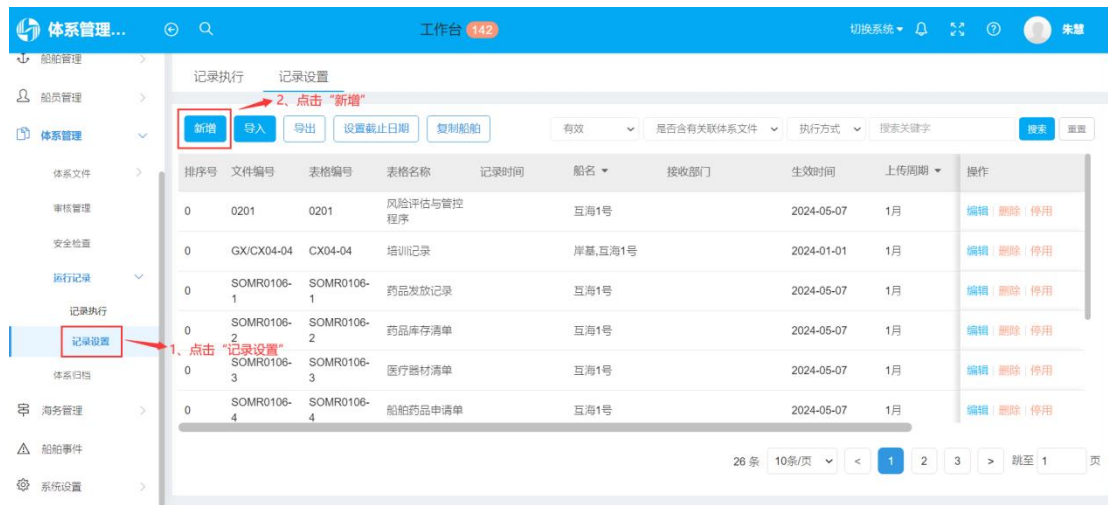 体系管理... 工作台 142 切换系统 朱慧
船舶管理
记录执行 记录设置
船员管理
2、点击“新增”
新增 导入 导出 设置截止日期 复制船舶 有效 是否含有关联体系文件 执行方式 搜索关键字 搜索 重置
体系管理
体系文件
排序号 文件编号 表格编号 表格名称 记录时间 船名 接收部门 生效时间 上传周期 操作
审核管理
0 0201 0201 风险评估与管控程序 互海1号 2024-05-07 1月 编辑 删除 停用
安全检查
0 GX/CX04-04 CX04-04 培训记录 岸基,互海1号 2024-01-01 1月 编辑 删除 停用
运行记录
0 SOMR0106-1 SOMR0106-1 药品发放记录 互海1号 2024-05-07 1月 编辑 删除 停用
记录执行
0 SOMR0106-2 SOMR0106-2 药品库存清单 互海1号 2024-05-07 1月 编辑 删除 停用
记录设置
1、点击“记录设置”
0 SOMR0106-3 SOMR0106-3 医疗器材清单 互海1号 2024-05-07 1月 编辑 删除 停用
体系归档
0 SOMR0106-4 SOMR0106-4 船舶药品申请单 互海1号 2024-05-07 1月 编辑 删除 停用
海务管理
船舶事件
26 条 10条/页 < 1 2 3 > 跳至 1 页
系统设置